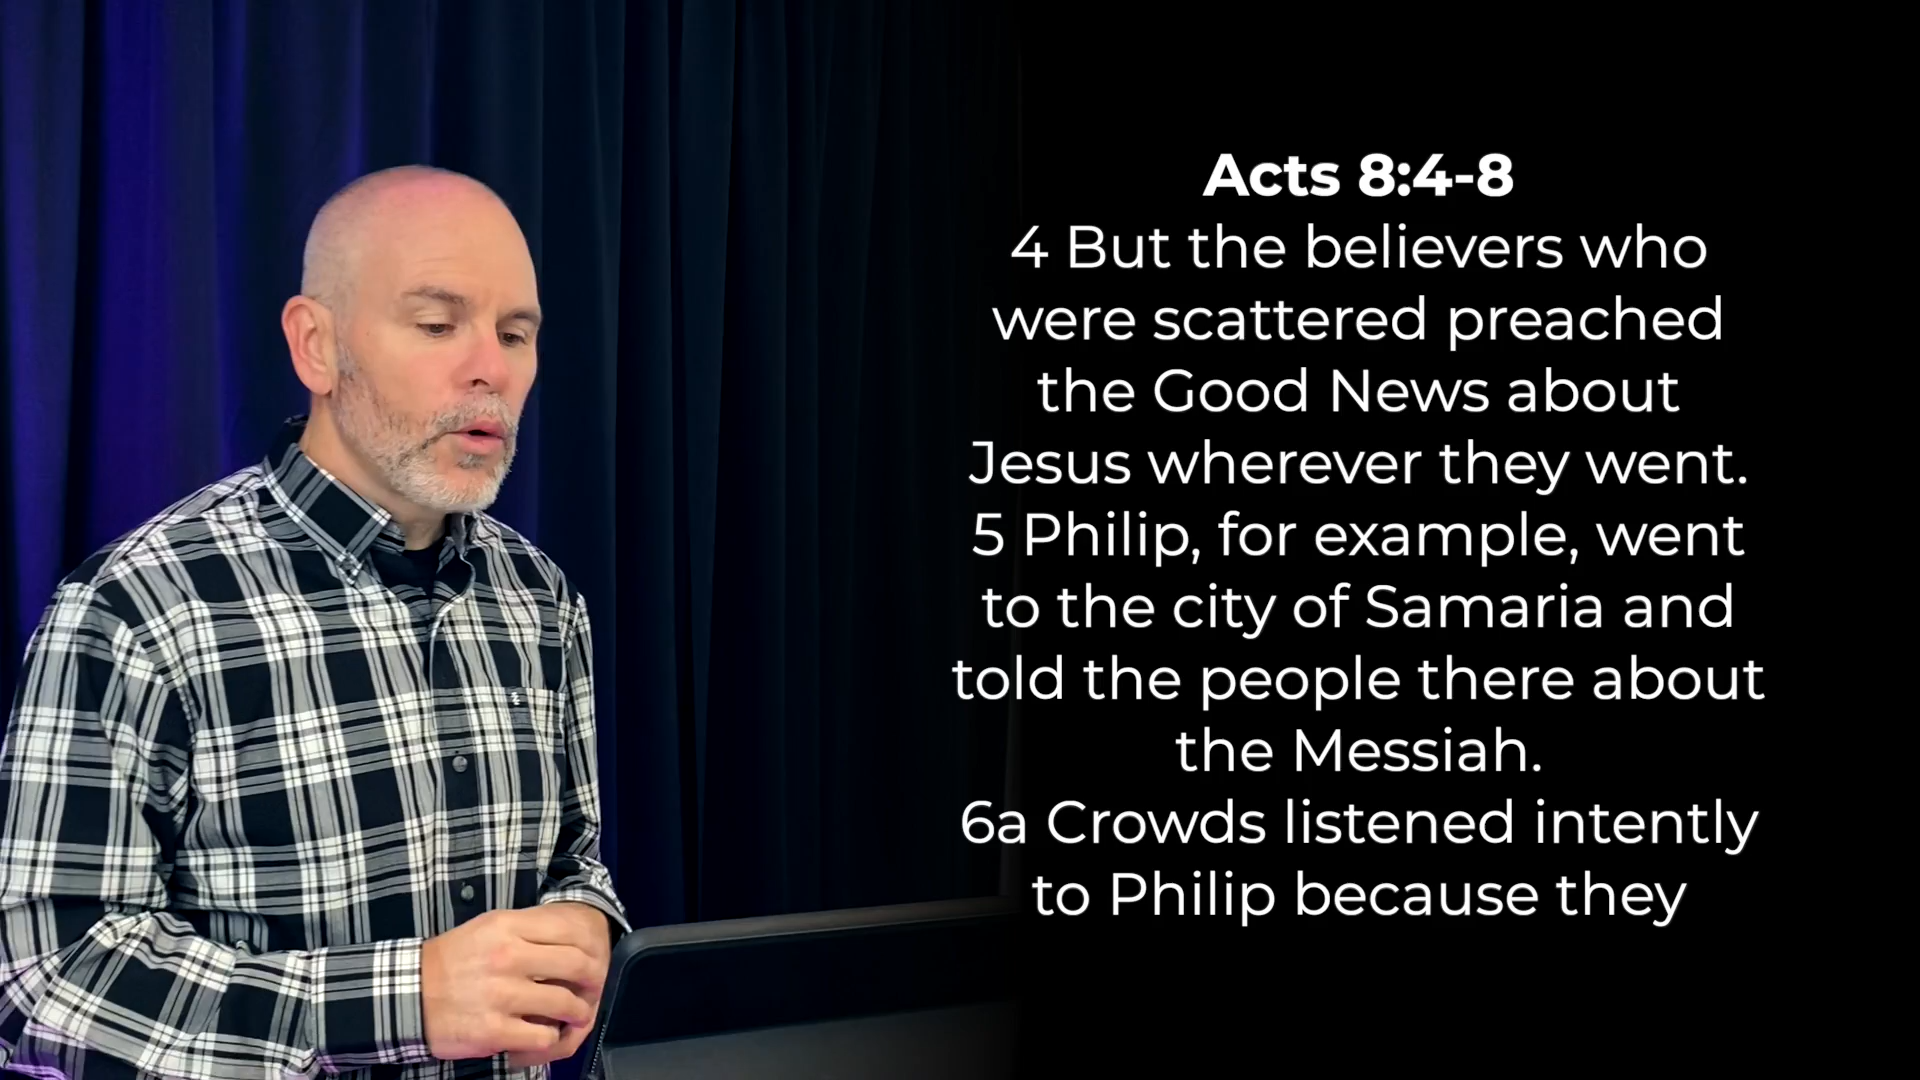 Acts 8:4-8
4 But the believers who
were scattered preached
the Good News about
Jesus wherever they went.
5 Philip, for example, went
to the city of Samaria and
told the people there about
the Messiah.
6a Crowds listened intently
to Philip because they